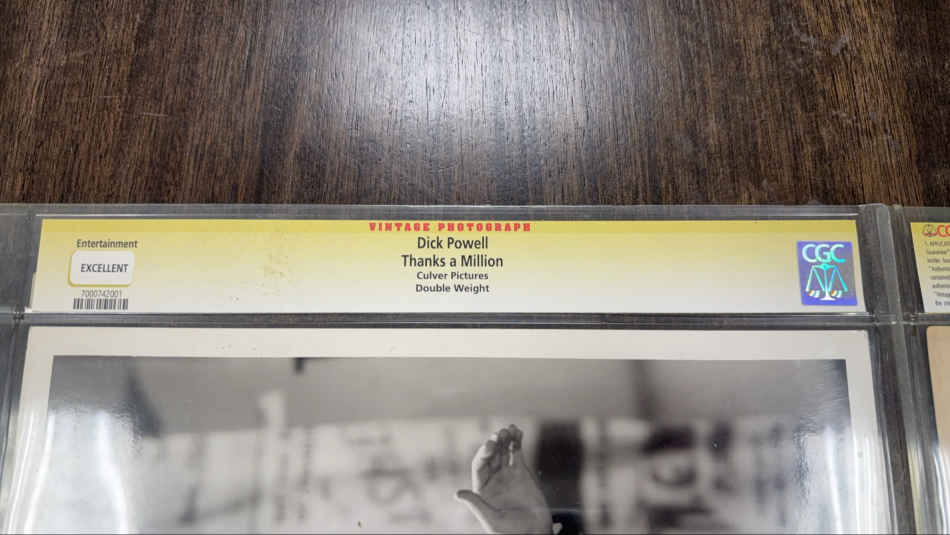 VINTAGE PHOTOGRAPH
Entertainment
EXCELLENT
7000742001
Dick Powell
Thanks a Million
Culver Pictures
Double Weight
CGC